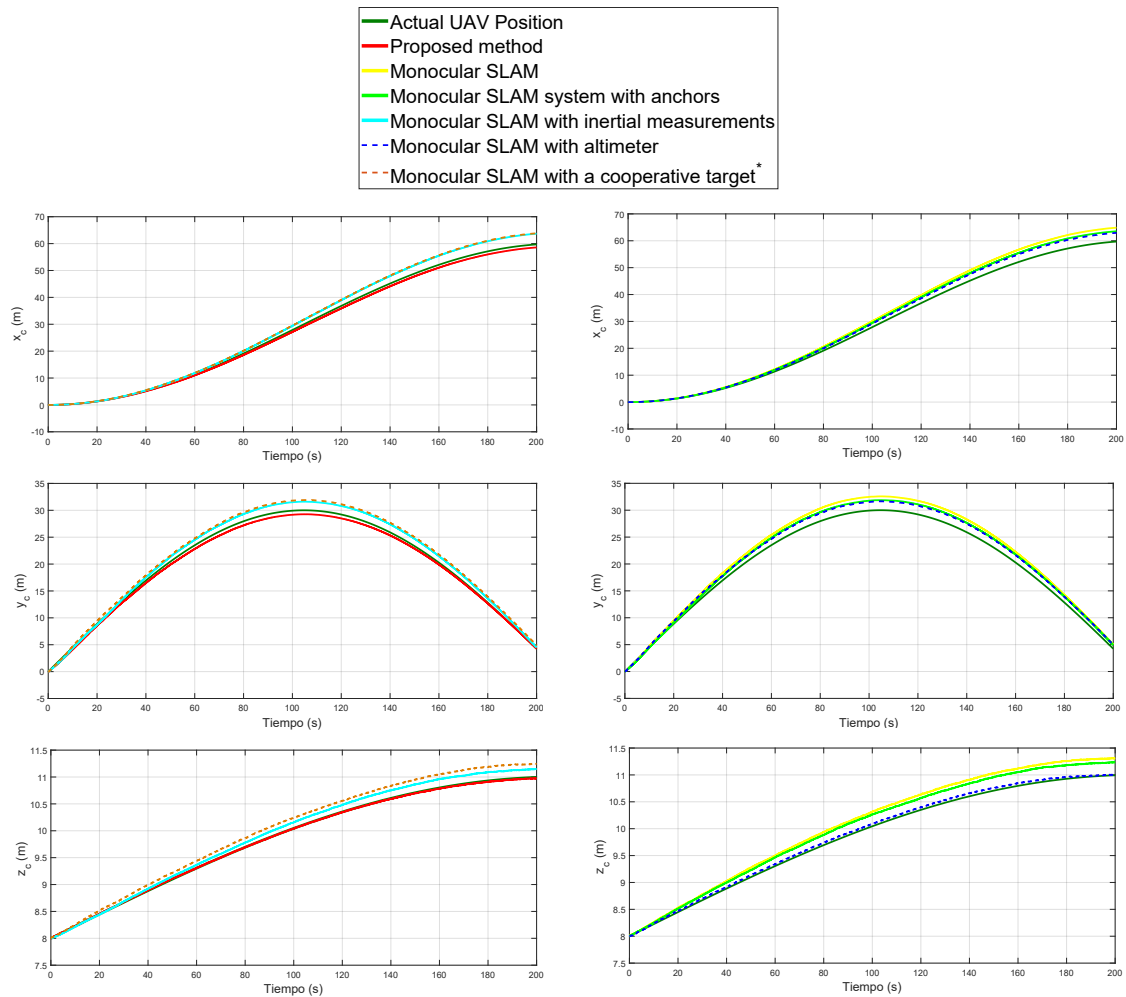 Actual UAV Position
Proposed method
Monocular SLAM
Monocular SLAM system with anchors
Monocular SLAM with inertial measurements
Monocular SLAM with altimeter
Monocular SLAM with a cooperative target*
70
60
50
40
30
20
10
0
-10
x_c (m)
0 20 40 60 80 100 120 140 160 180 200
Tiempo (s)
70
60
50
40
30
20
10
0
-10
x_c (m)
0 20 40 60 80 100 120 140 160 180 200
Tiempo (s)
35
30
25
20
15
10
5
0
-5
y_c (m)
0 20 40 60 80 100 120 140 160 180 200
Tiempo (s)
35
30
25
20
15
10
5
0
-5
y_c (m)
0 20 40 60 80 100 120 140 160 180 200
Tiempo (s)
11.5
11
10.5
10
9.5
9
8.5
8
7.5
z_c (m)
0 20 40 60 80 100 120 140 160 180 200
Tiempo (s)
11.5
11
10.5
10
9.5
9
8.5
8
7.5
z_c (m)
0 20 40 60 80 100 120 140 160 180 200
Tiempo (s)